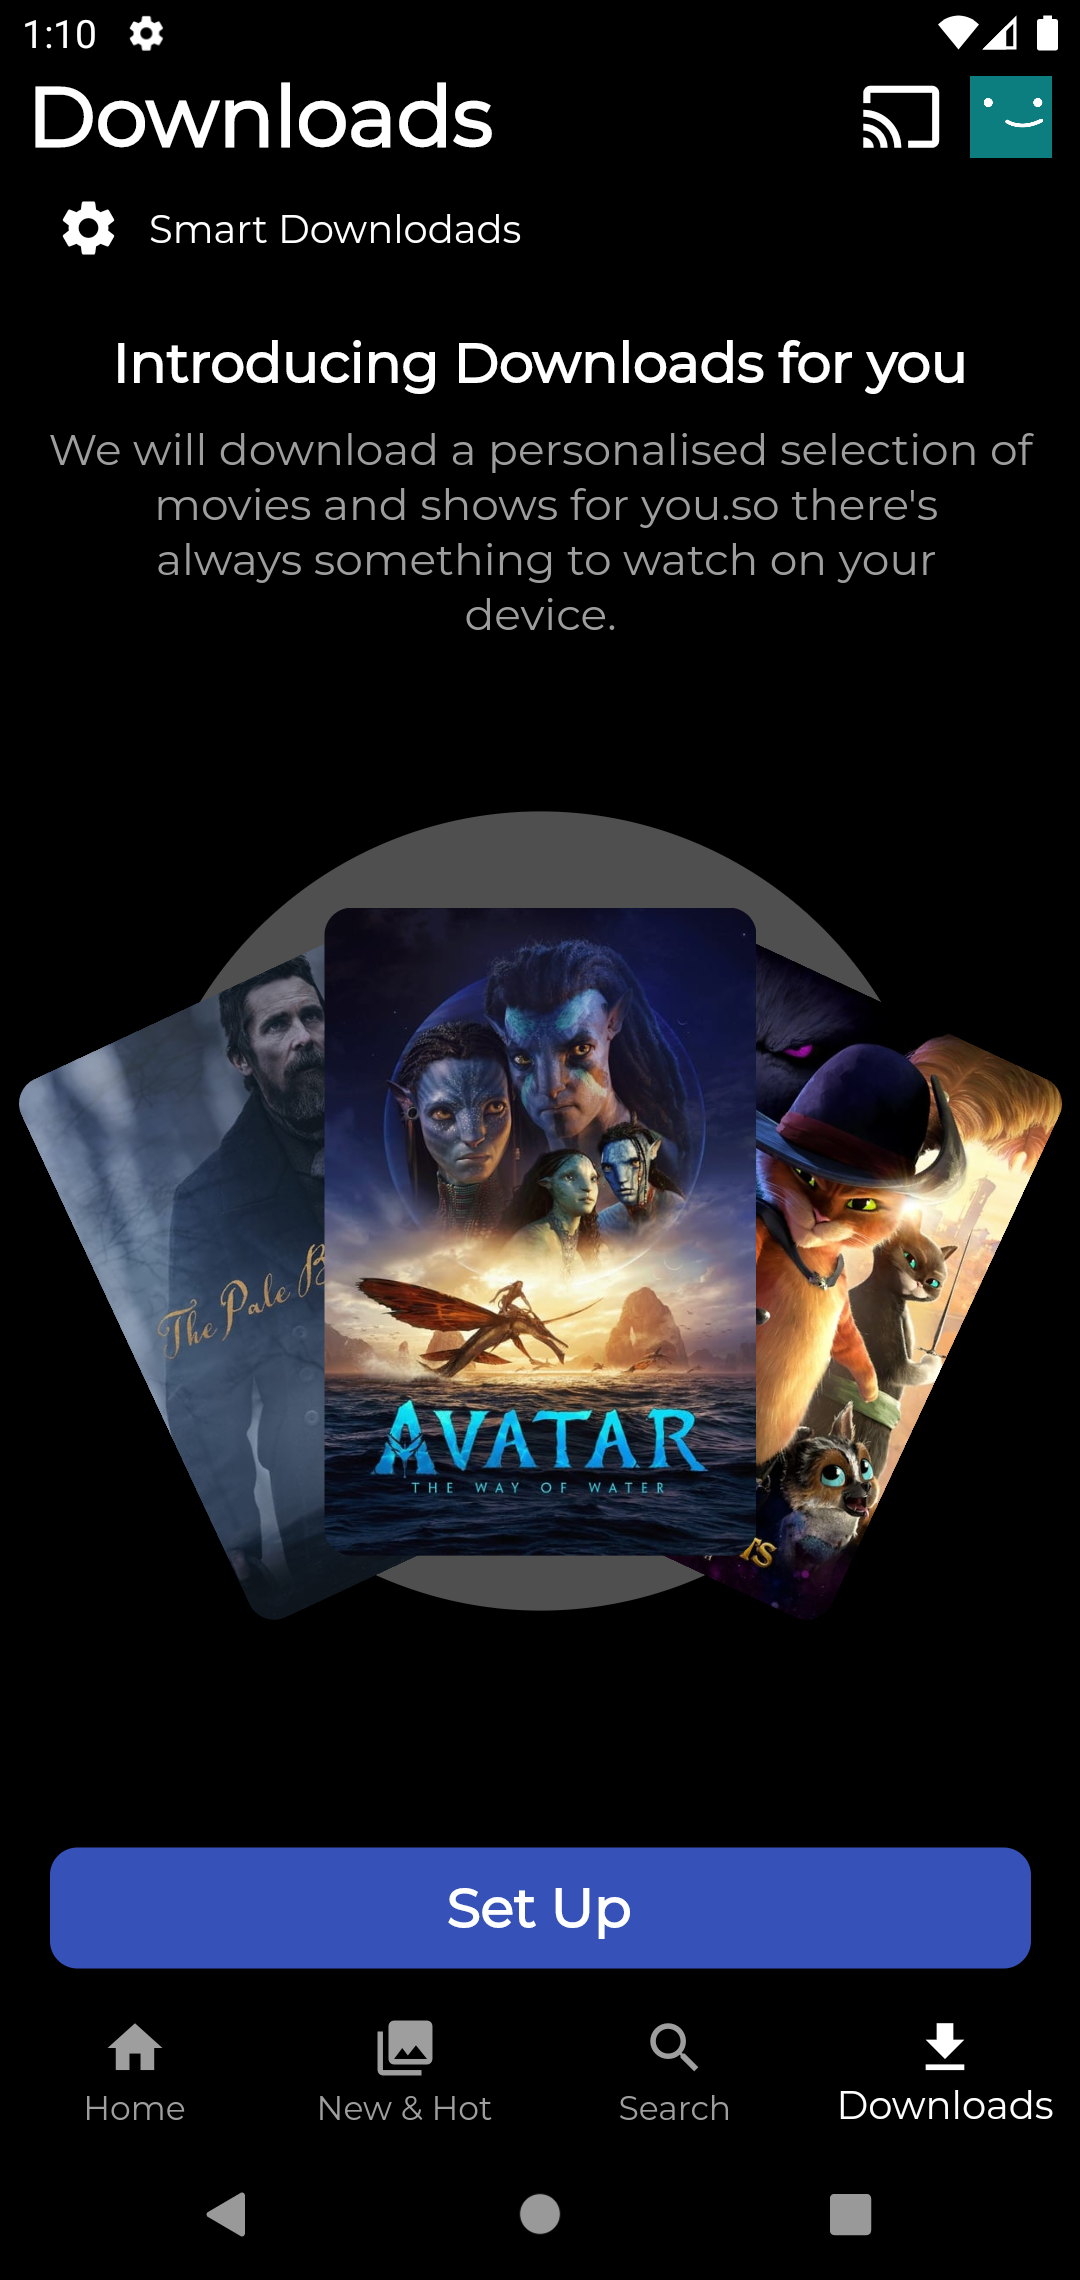 1:10
Downloads
Smart Downlodads
Introducing Downloads for you
We will download a personalised selection of
movies and shows for you.so there's
always something to watch on your
device.
The Pale B
AVATAR
THE WAY OF WATER
TS
Set Up
Home
New & Hot
Search
Downloads